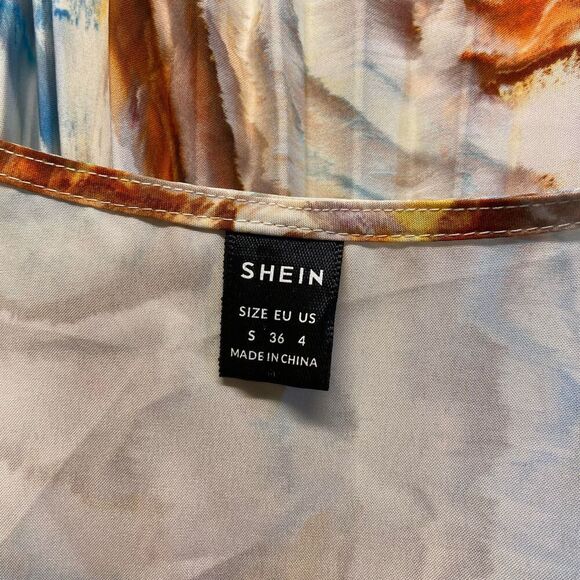 SHEIN
SIZE EU US
S 36 4
MADE IN CHINA